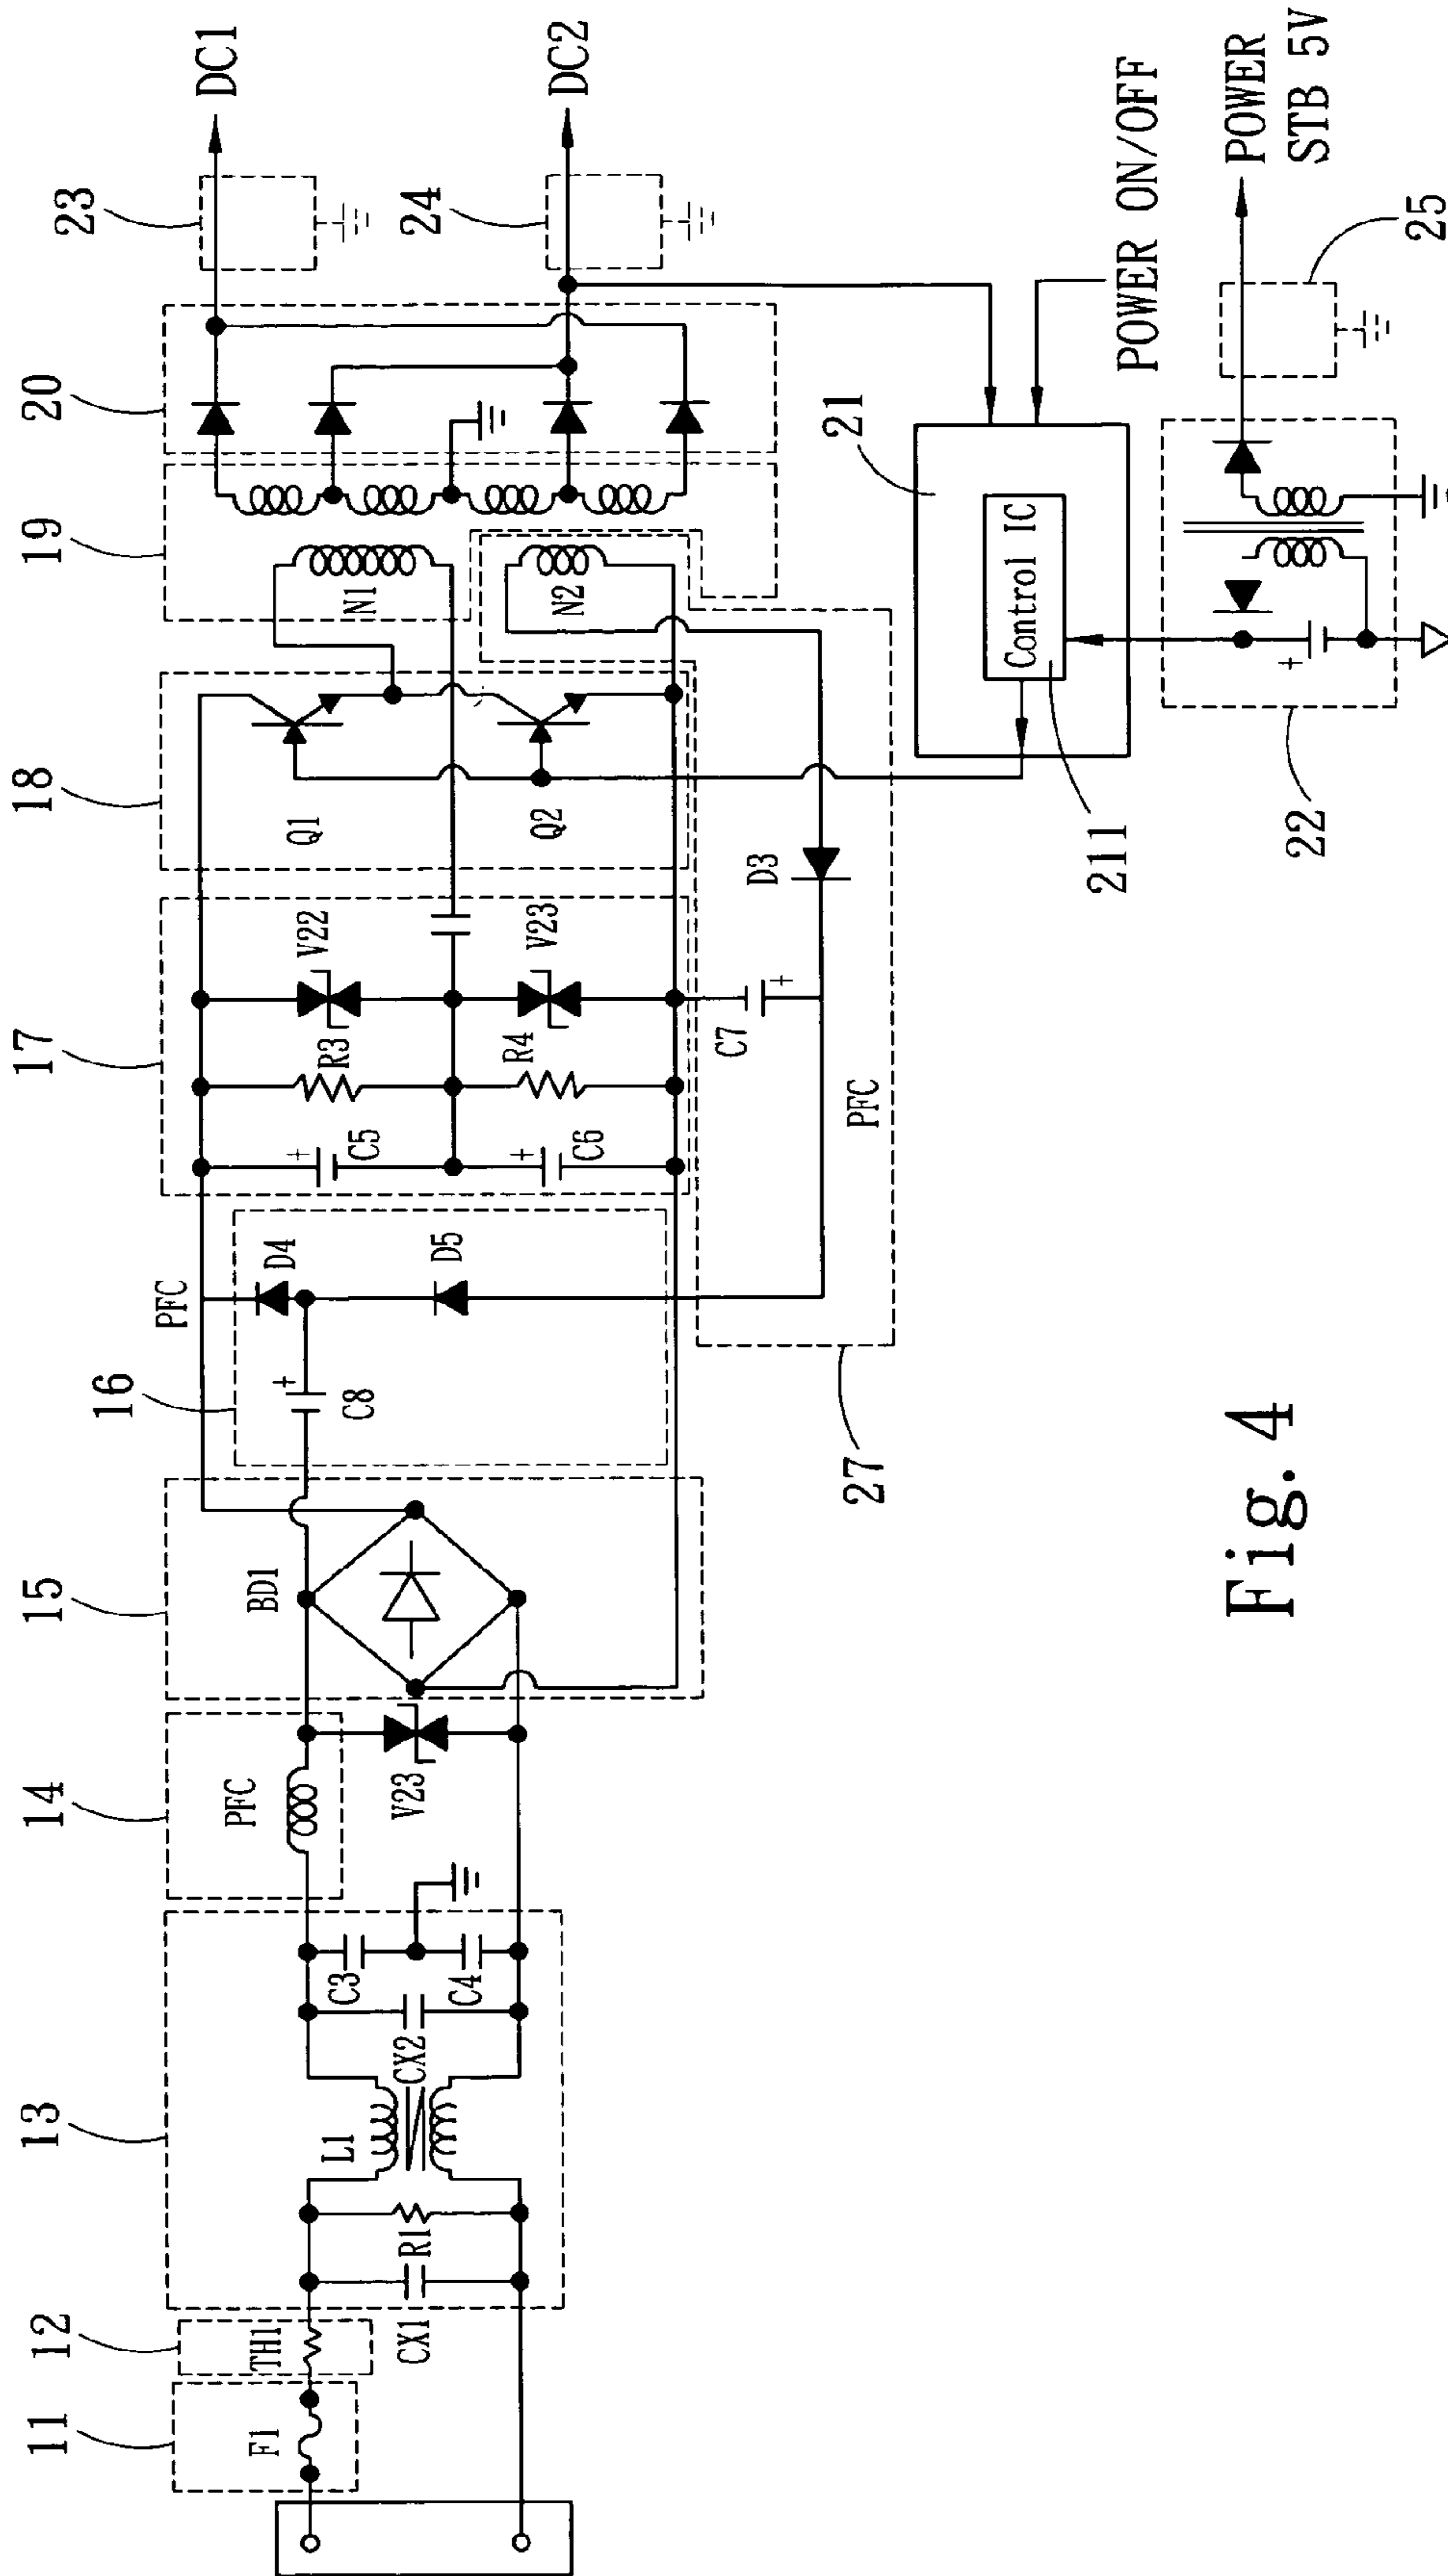 11
12
13
14
15
16
17
18
19
20
23
DC1
24
DC2
F1
TH1
CX1
R1
L1
CX2
C3
C4
PFC
V23
BD1
PFC
C8
D4
D5
C5
C6
R3
R4
V22
V23
Q1
Q2
N1
N2
C7
D3
PFC
27
21
Control IC
211
22
POWER ON/OFF
25
POWER
STB 5V
+
+
+
+
+
Fig. 4